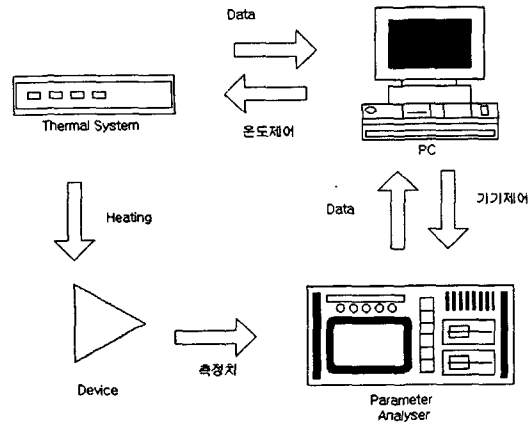 Data
Thermal System
온도제어
PC
Heating
Data
기기제어
Device
측정치
Parameter
Analyser